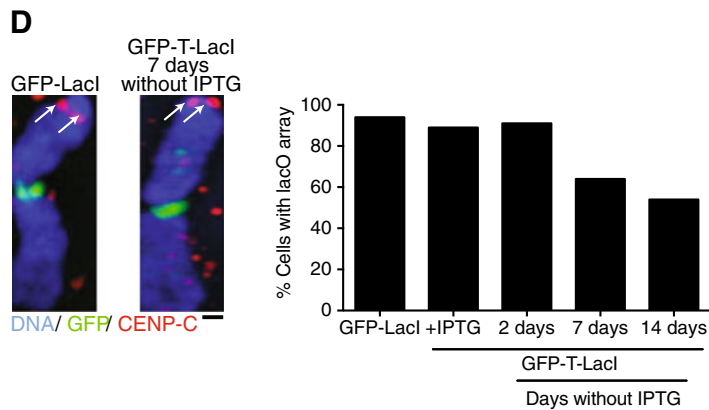 D
GFP-LacI
GFP-T-LacI
7 days
without IPTG
DNA/ GFP/ CENP-C
% Cells with lacO array
100
80
60
40
20
0
GFP-LacI +IPTG 2 days 7 days 14 days
GFP-T-LacI
Days without IPTG